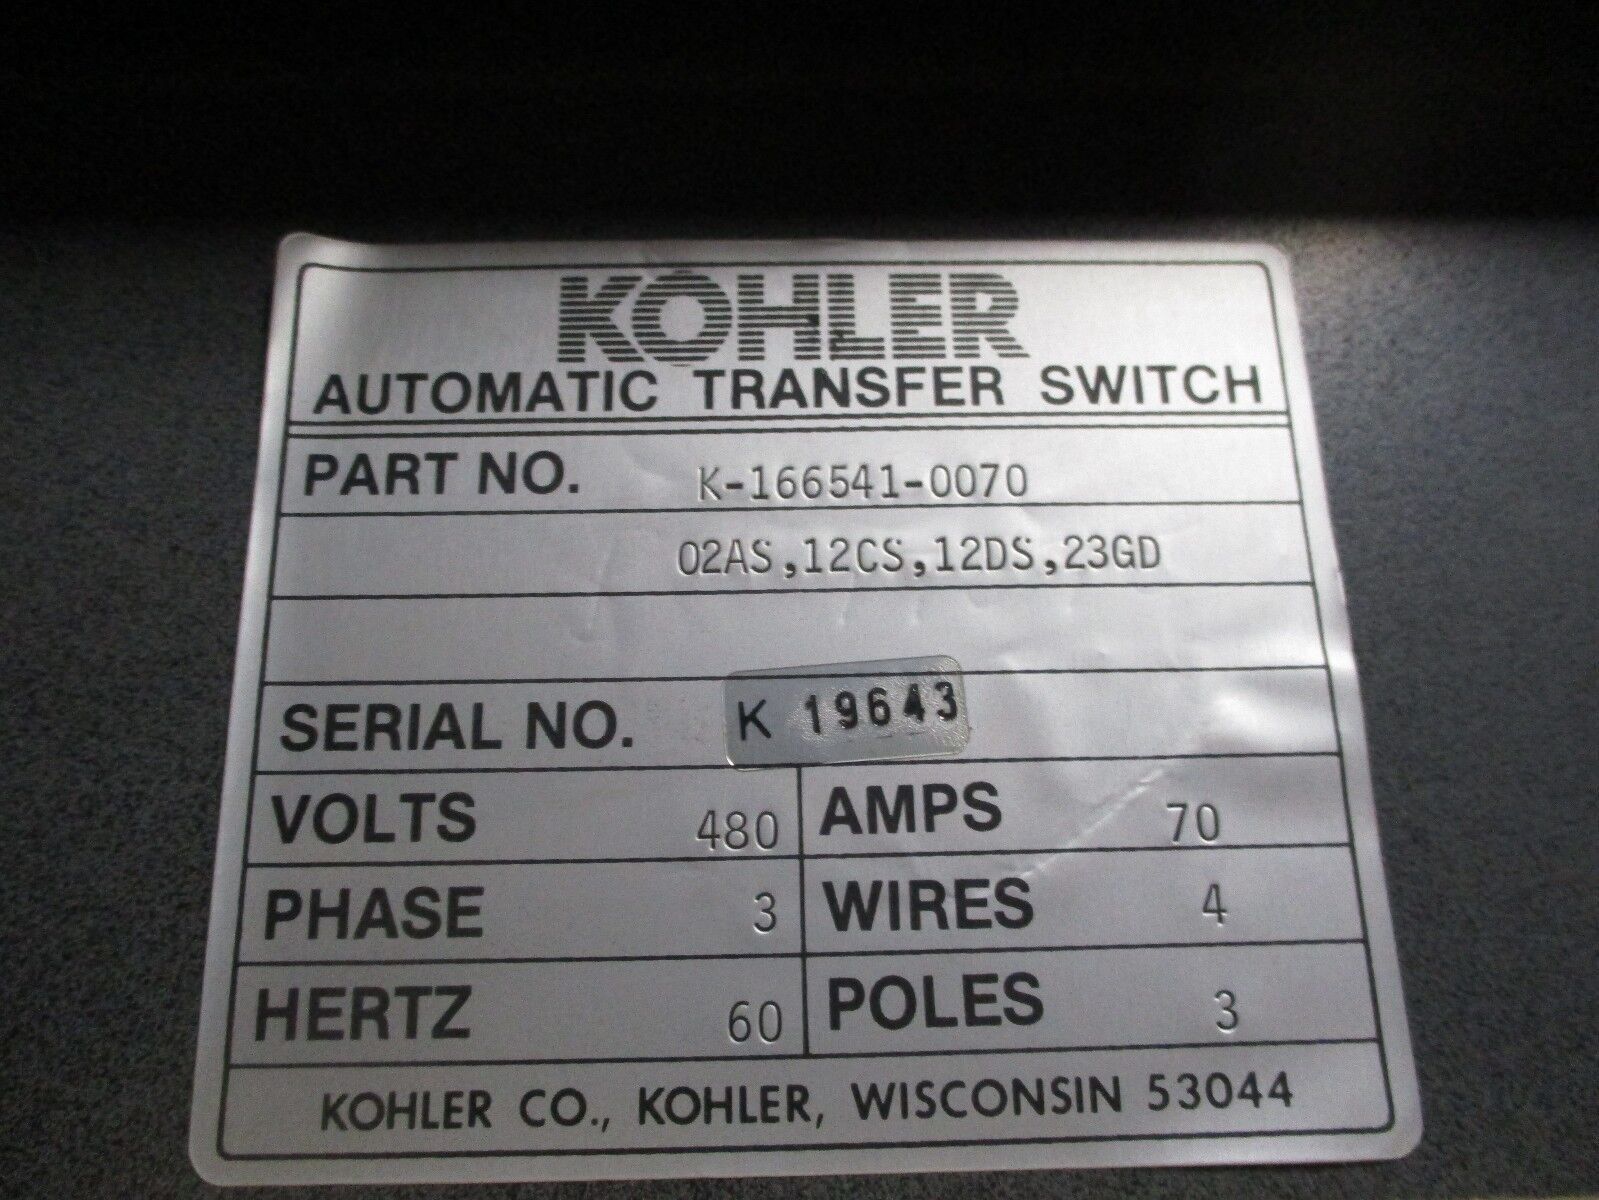 KOHLER
AUTOMATIC TRANSFER SWITCH
PART NO. K-166541-0070
02AS,12CS,12DS,23GD
SERIAL NO. K 19643
VOLTS 480 AMPS 70
PHASE 3 WIRES 4
HERTZ 60 POLES 3
KOHLER CO., KOHLER, WISCONSIN 53044